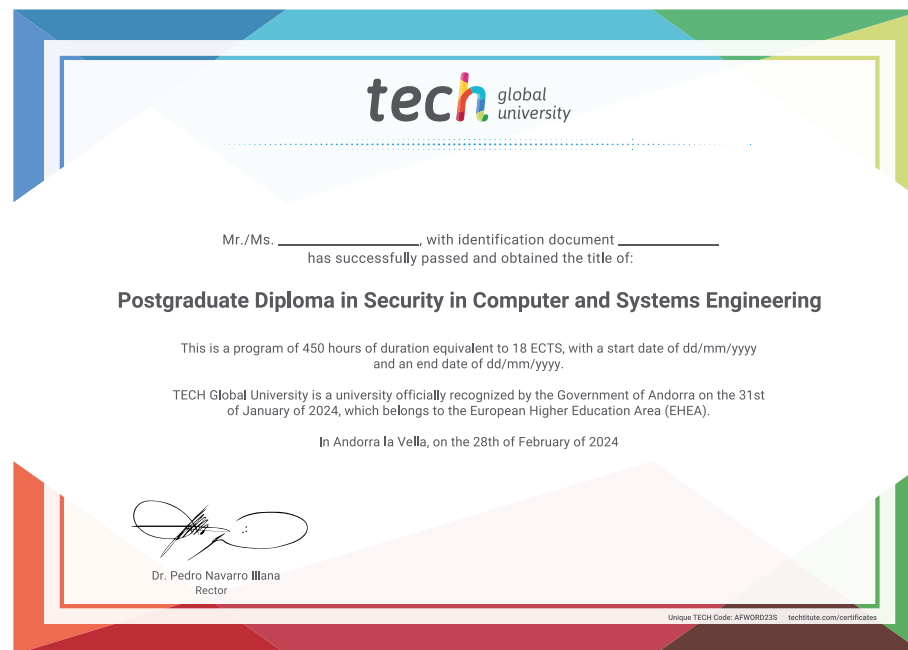 tech global university
Mr./Ms. ____________________, with identification document ______________
has successfully passed and obtained the title of:
Postgraduate Diploma in Security in Computer and Systems Engineering
This is a program of 450 hours of duration equivalent to 18 ECTS, with a start date of dd/mm/yyyy
and an end date of dd/mm/yyyy.
TECH Global University is a university officially recognized by the Government of Andorra on the 31st
of January of 2024, which belongs to the European Higher Education Area (EHEA).
In Andorra la Vella, on the 28th of February of 2024
Dr. Pedro Navarro Illana
Rector
Unique TECH Code: AFWORD23S techtitute.com/certificates